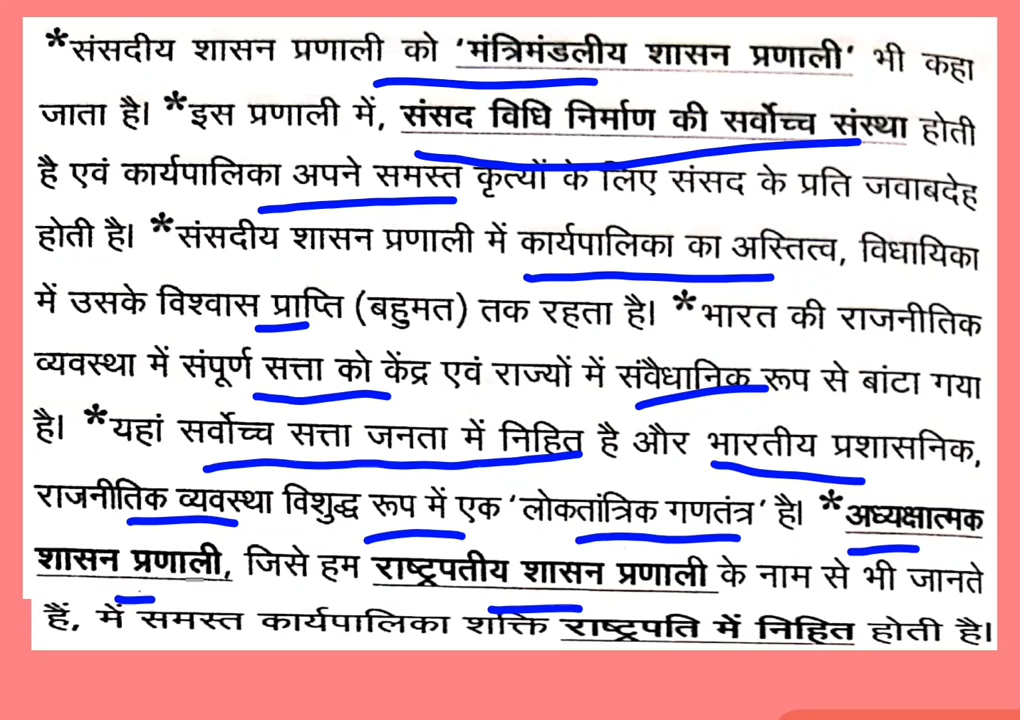 *संसदीय शासन प्रणाली को ‘मंत्रिमंडलीय शासन प्रणाली’ भी कहा
जाता है। *इस प्रणाली में, संसद विधि निर्माण की सर्वोच्च संस्था होती
है एवं कार्यपालिका अपने समस्त कृत्यों के लिए संसद के प्रति जवाबदेह
होती है। *संसदीय शासन प्रणाली में कार्यपालिका का अस्तित्व, विधायिका
में उसके विश्वास प्राप्ति (बहुमत) तक रहता है। *भारत की राजनीतिक
व्यवस्था में संपूर्ण सत्ता को केंद्र एवं राज्यों में संवैधानिक रूप से बांटा गया
है। *यहां सर्वोच्च सत्ता जनता में निहित है और भारतीय प्रशासनिक,
राजनीतिक व्यवस्था विशुद्ध रूप में एक ‘लोकतांत्रिक गणतंत्र’ है। *अध्यक्षात्मक
शासन प्रणाली, जिसे हम राष्ट्रपतीय शासन प्रणाली के नाम से भी जानते
हैं, में समस्त कार्यपालिका शक्ति राष्ट्रपति में निहित होती है।